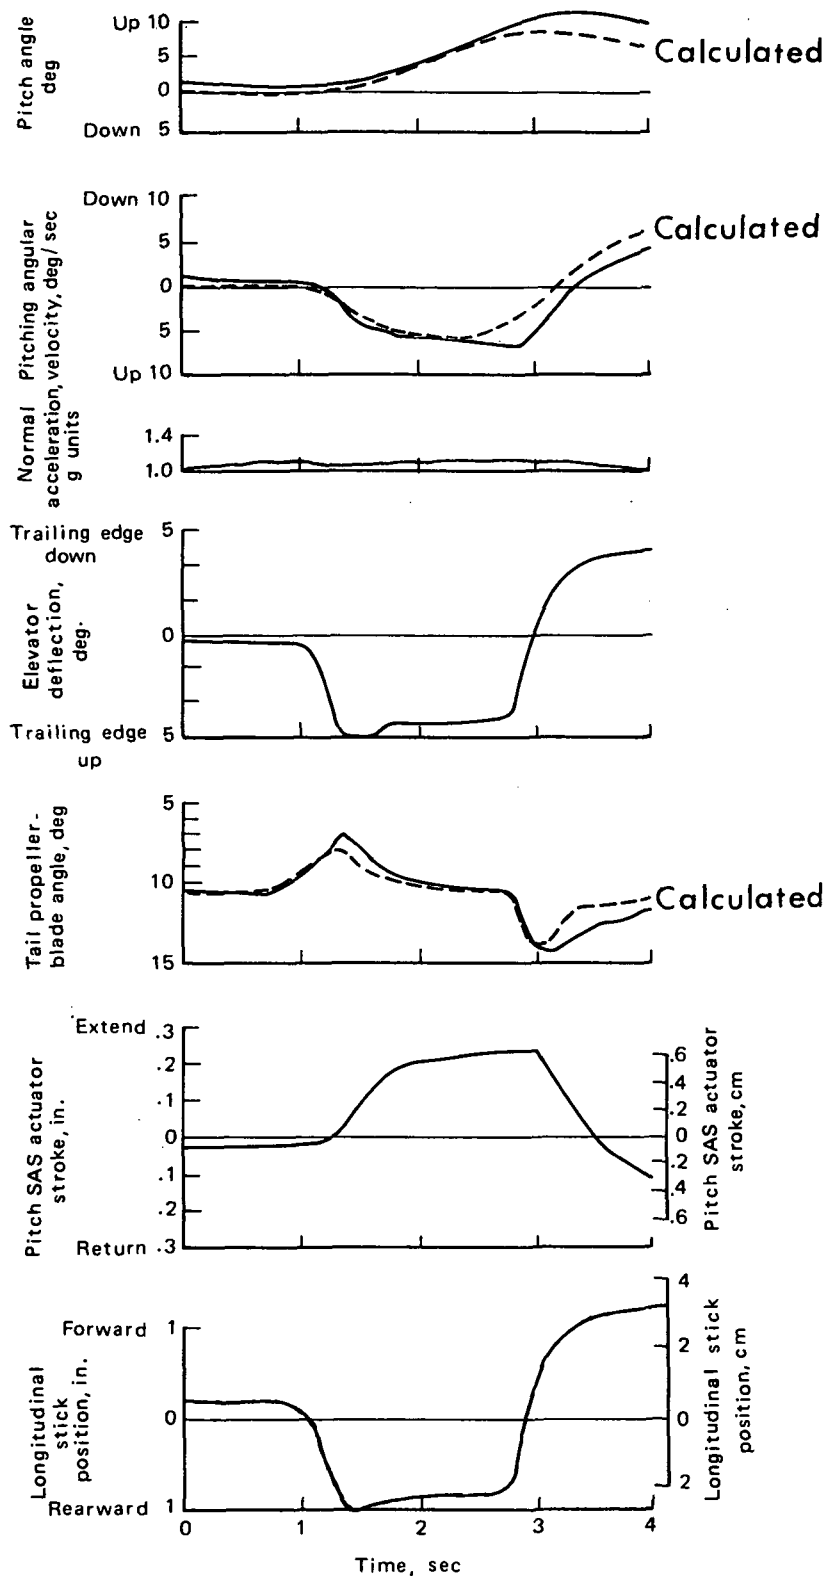 Pitch angle
deg
Up 10
5
0
Down 5
Calculated
Pitching angular
velocity, deg/sec
Down 10
5
0
5
Up 10
Calculated
Normal
acceleration,
g units
1.4
1.0
Elevator
deflection,
deg.
Trailing edge
down
5
0
Trailing edge
up
5
Tail propeller-
blade angle, deg
5
10
15
Calculated
Pitch SAS actuator
stroke, in.
Extend .3
.2
.1
0
.1
.2
Return .3
.6
.4
.2
0
.2
.4
.6
Pitch SAS actuator
stroke, cm
Longitudinal
stick
position, in.
Forward 1
0
Rearward 1
4
2
0
2
Longitudinal stick
position, cm
0 1 2 3 4
Time, sec